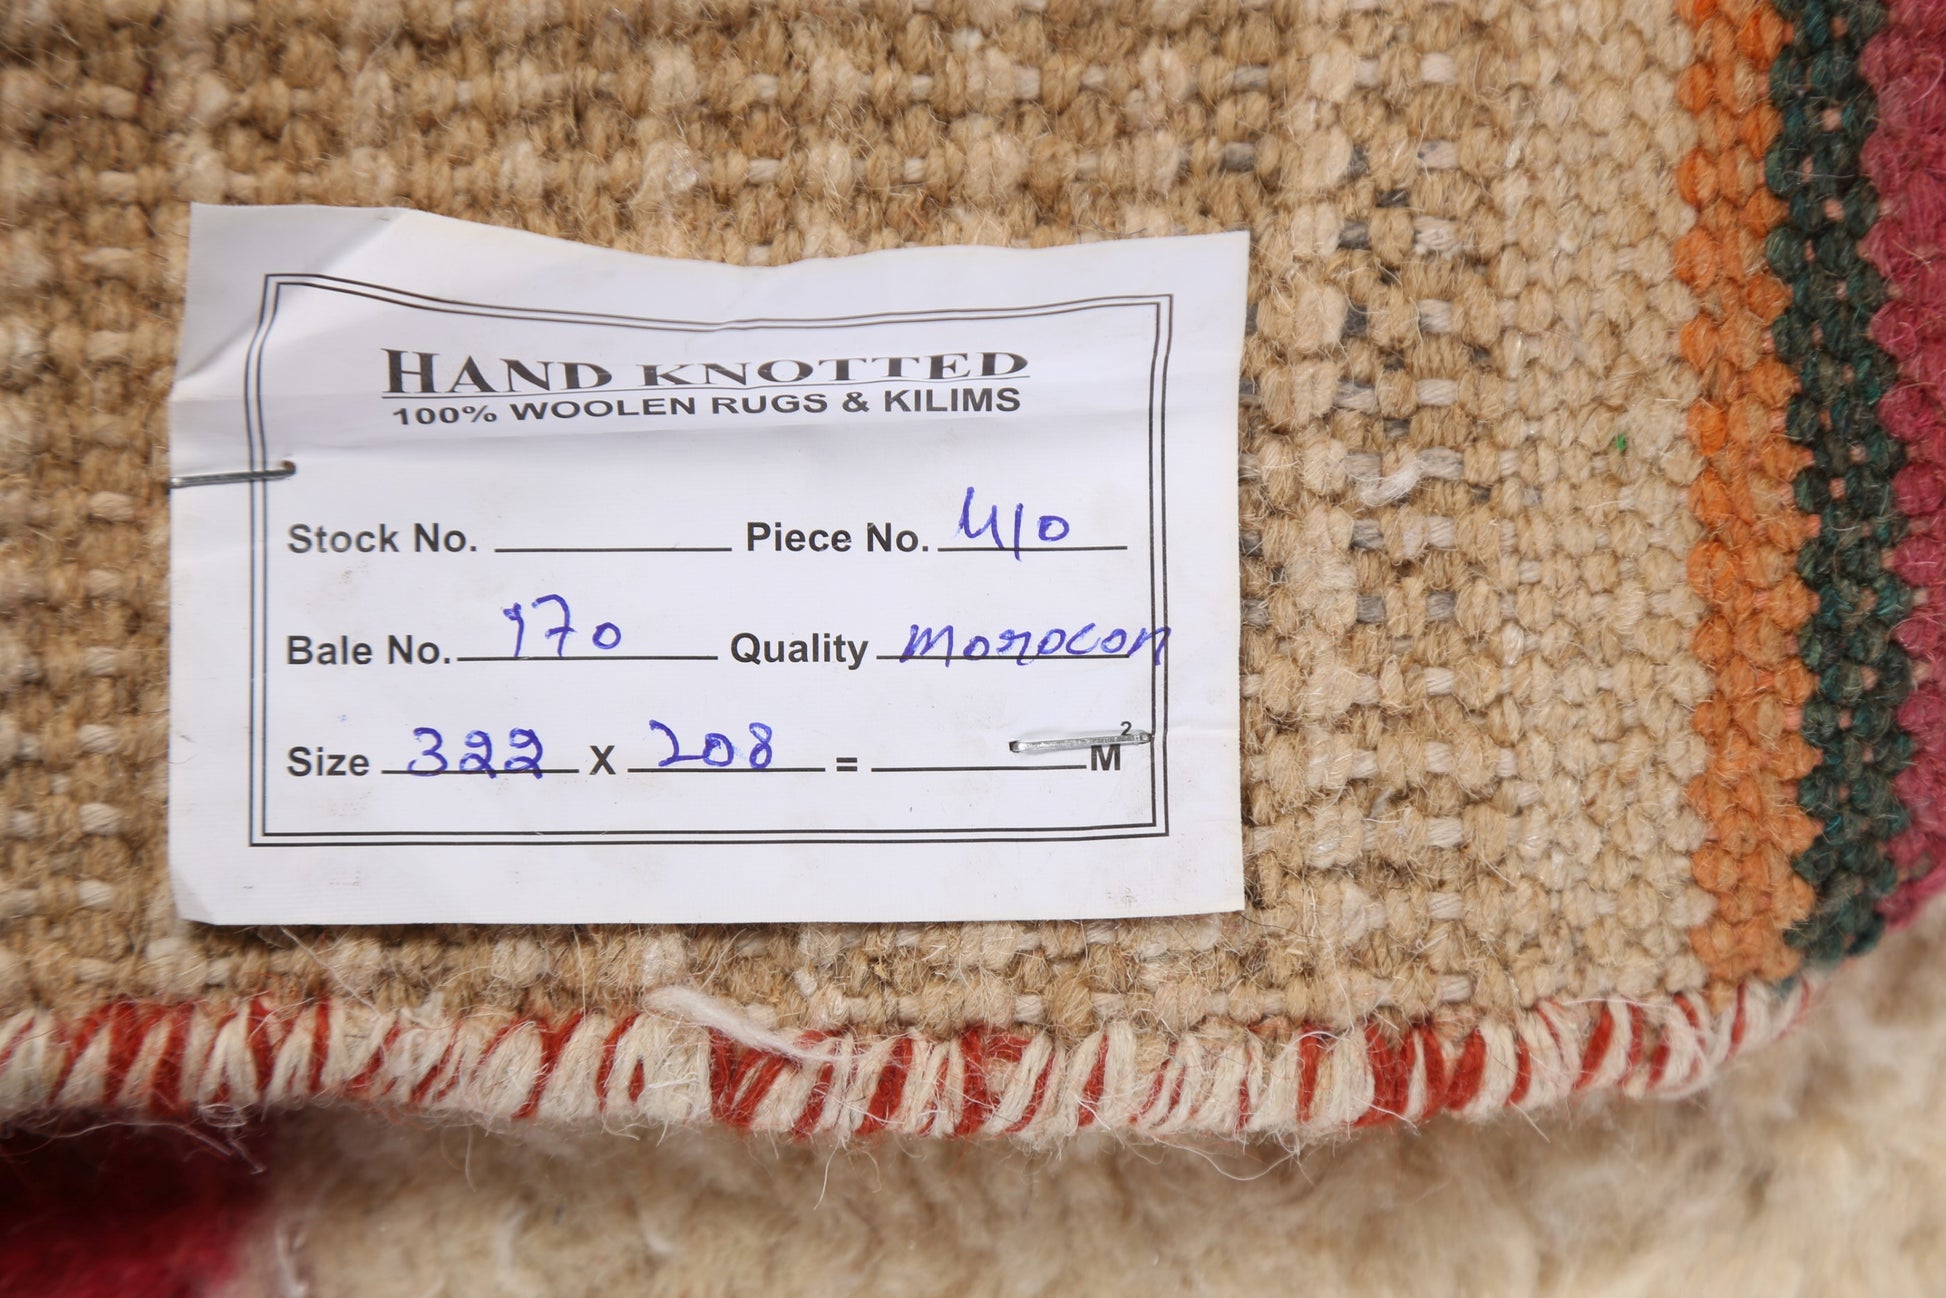 HAND KNOTTED
100% WOOLEN RUGS & KILIMS
Stock No. Piece No. 410
Bale No. 170 Quality Morocon
Size 322 X 208 = M²